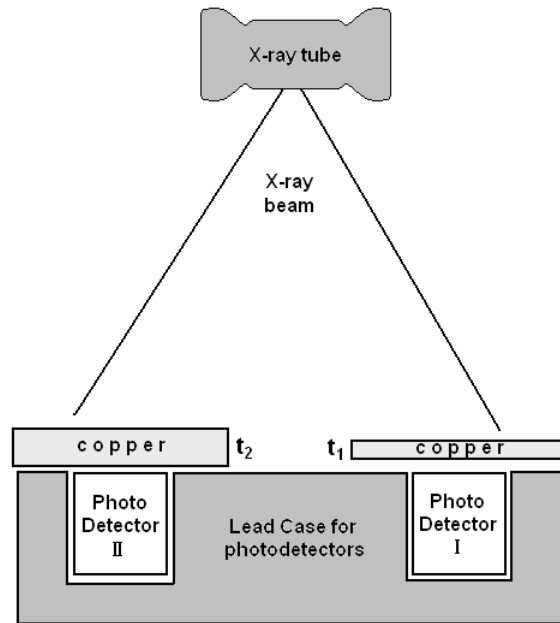 X-ray tube
X-ray
beam
copper
t2
t1
copper
Photo
Detector
II
Lead Case for
photodetectors
Photo
Detector
I